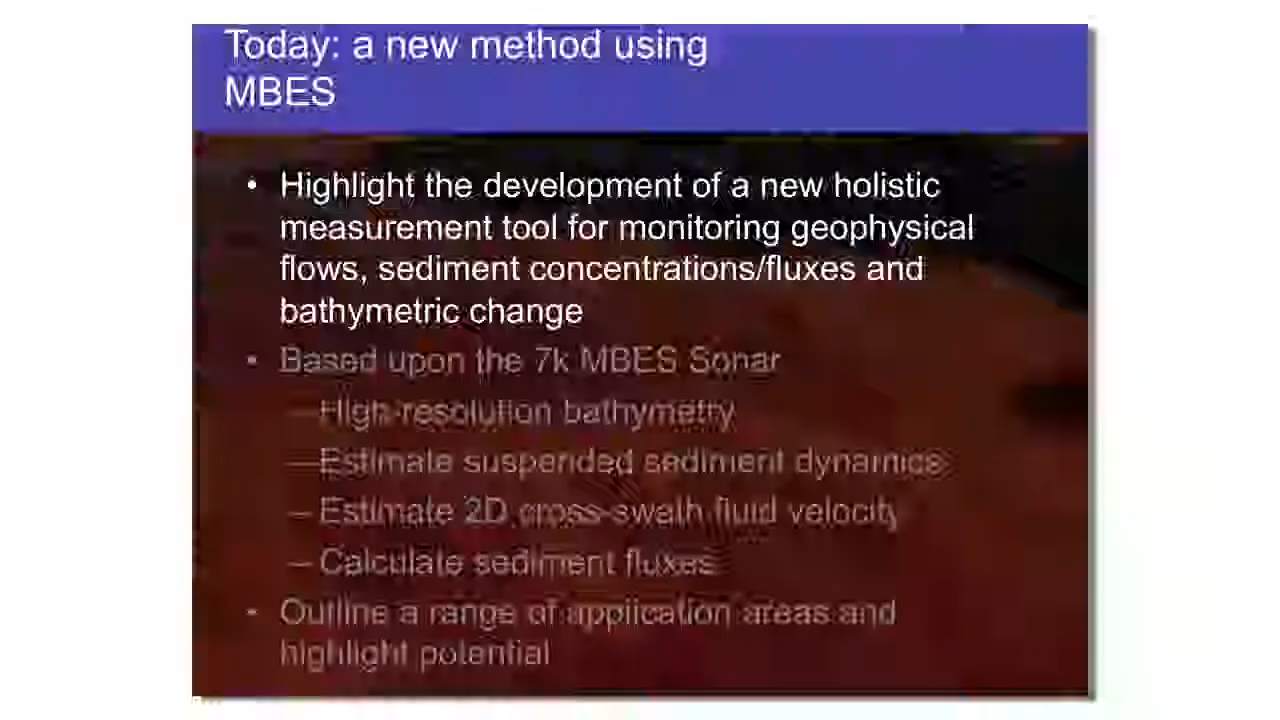 Today: a new method using
MBES
• Highlight the development of a new holistic
measurement tool for monitoring geophysical
flows, sediment concentrations/fluxes and
bathymetric change
• Based upon the 7k MBES Sonar
– High-resolution bathymetry
– Estimate suspended sediment dynamics
– Estimate 2D cross-swath fluid velocity
– Calculate sediment fluxes
• Outline a range of application areas and
highlight potential